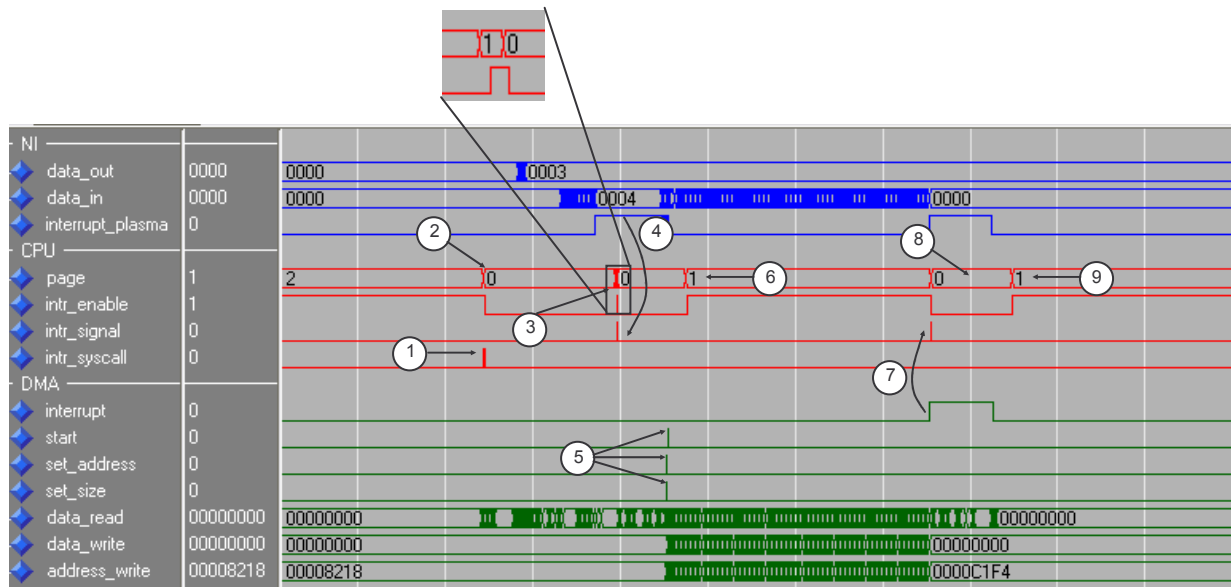 1 0
NI
data_out 0000 0000 0003
data_in 0000 0000 0004 0000
interrupt_plasma 0 4
CPU 2 8
page 1 2 0 0 1 6 0 1 9
intr_enable 1
intr_signal 0 3
intr_syscall 0 1
DMA 7
interrupt 0
start 0
set_address 0 5
set_size 0
data_read 00000000 00000000 00000000
data_write 00000000 00000000 00000000
address_write 00008218 00008218 0000C1F4